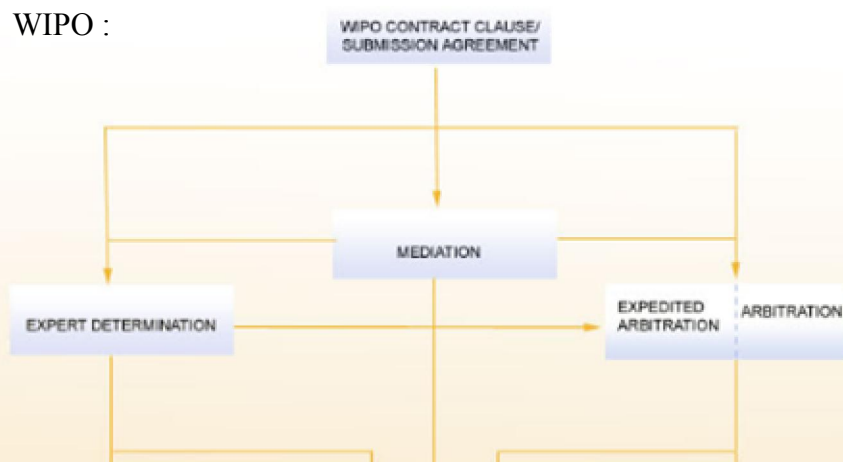 WIPO :
WIPO CONTRACT CLAUSE/
SUBMISSION AGREEMENT
MEDIATION
EXPERT DETERMINATION
EXPEDITED
ARBITRATION
ARBITRATION